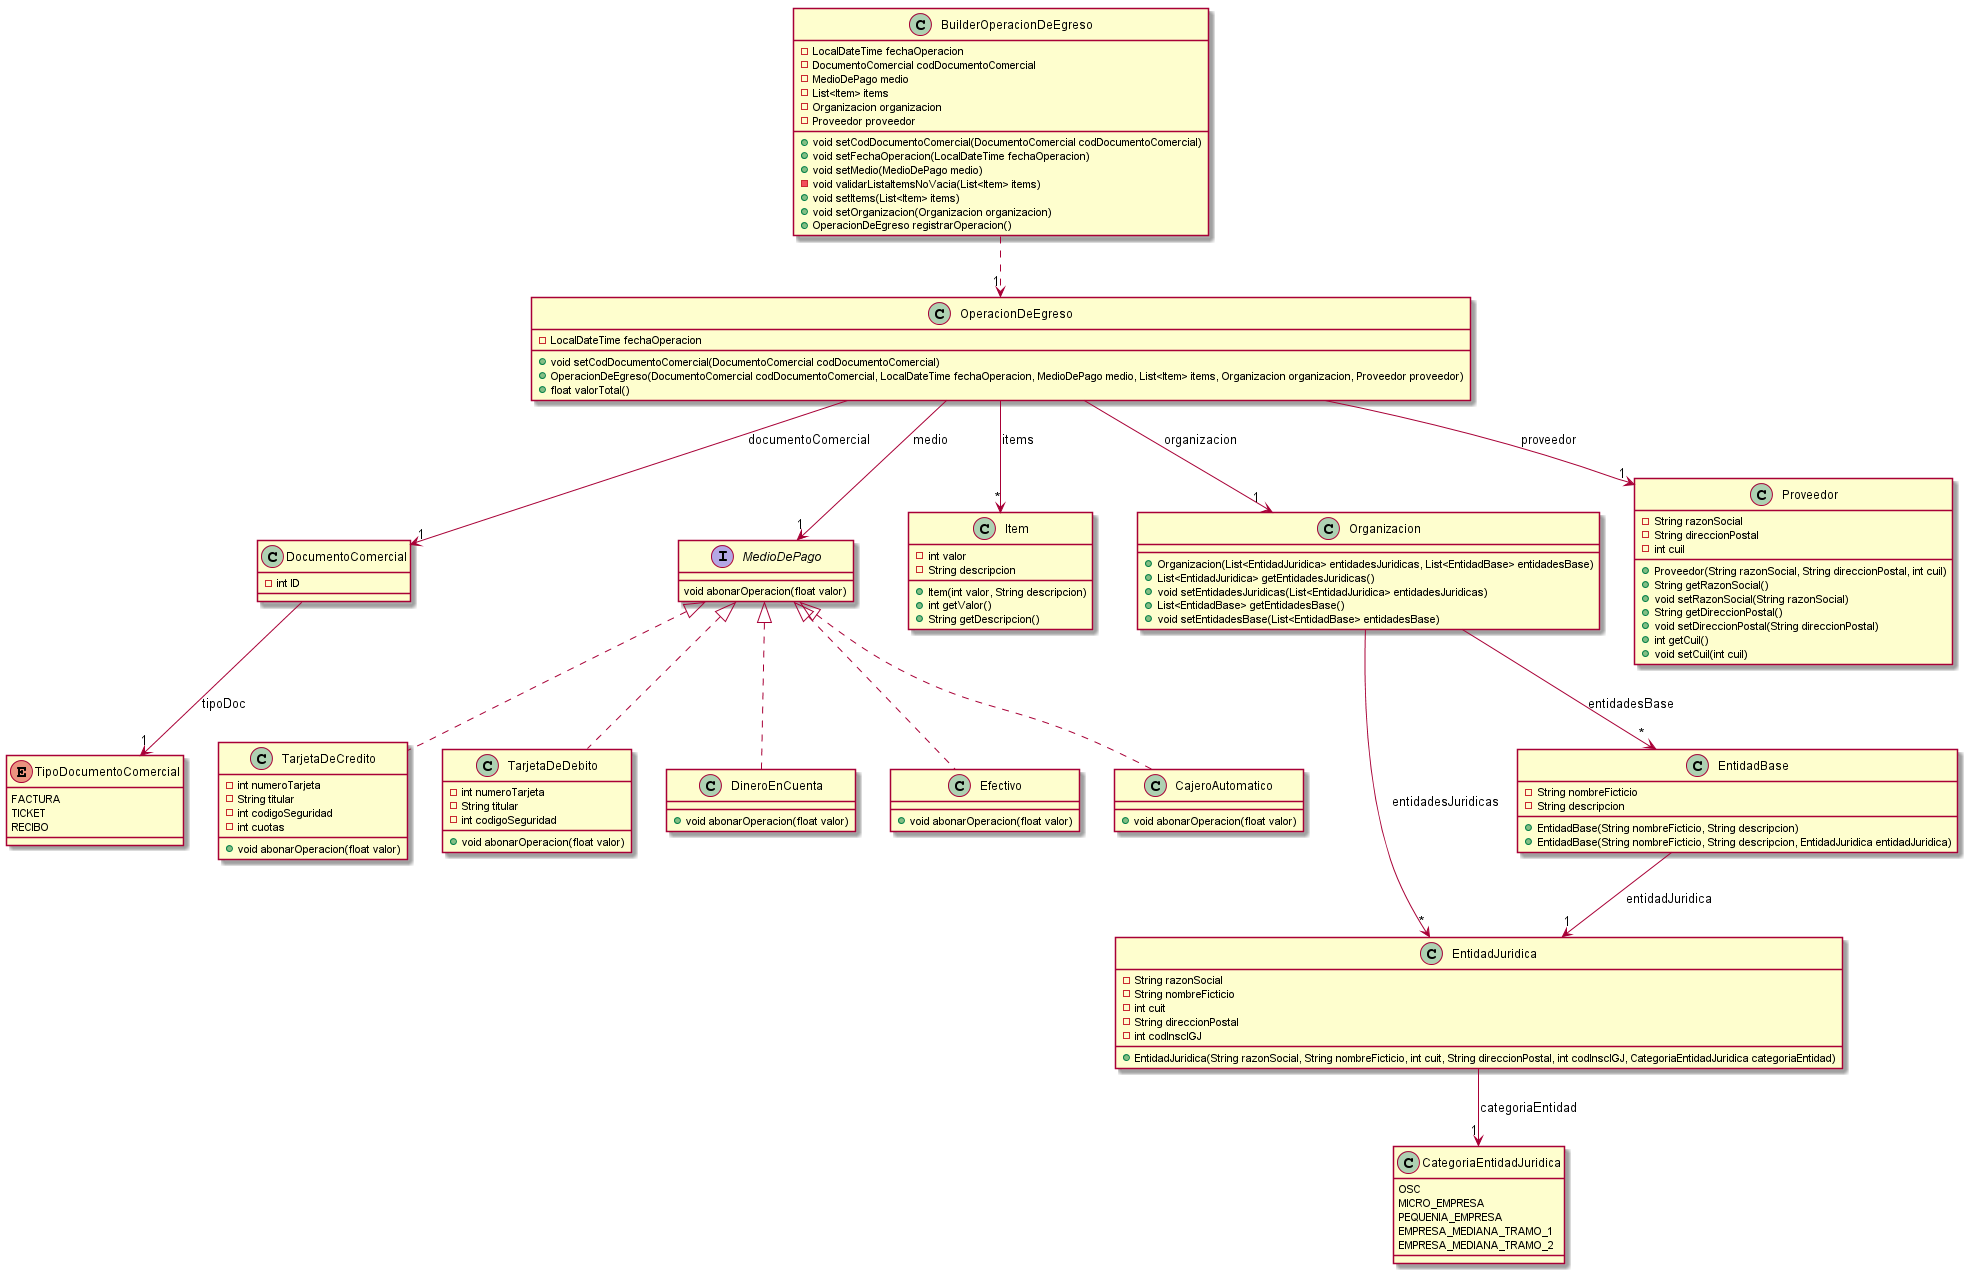 C BuilderOperacionDeEgreso
LocalDateTime fechaOperacion
DocumentoComercial codDocumentoComercial
MedioDePago medio
List<Item> items
Organizacion organizacion
Proveedor proveedor
void setCodDocumentoComercial(DocumentoComercial codDocumentoComercial)
void setFechaOperacion(LocalDateTime fechaOperacion)
void setMedio(MedioDePago medio)
void validarListaItemsNoVacia(List<Item> items)
void setItems(List<Item> items)
void setOrganizacion(Organizacion organizacion)
OperacionDeEgreso registrarOperacion()
1
C OperacionDeEgreso
LocalDateTime fechaOperacion
void setCodDocumentoComercial(DocumentoComercial codDocumentoComercial)
OperacionDeEgreso(DocumentoComercial codDocumentoComercial, LocalDateTime fechaOperacion, MedioDePago medio, List<Item> items, Organizacion organizacion, Proveedor proveedor)
float valorTotal()
documentoComercial
medio
items
organizacion
proveedor
1
1
*
1
1
C DocumentoComercial
int ID
I MedioDePago
void abonarOperacion(float valor)
C Item
int valor
String descripcion
Item(int valor, String descripcion)
int getValor()
String getDescripcion()
C Organizacion
Organizacion(List<EntidadJuridica> entidadesJuridicas, List<EntidadBase> entidadesBase)
List<EntidadJuridica> getEntidadesJuridicas()
void setEntidadesJuridicas(List<EntidadJuridica> entidadesJuridicas)
List<EntidadBase> getEntidadesBase()
void setEntidadesBase(List<EntidadBase> entidadesBase)
C Proveedor
String razonSocial
String direccionPostal
int cuil
Proveedor(String razonSocial, String direccionPostal, int cuil)
String getRazonSocial()
void setRazonSocial(String razonSocial)
String getDireccionPostal()
void setDireccionPostal(String direccionPostal)
int getCuil()
void setCuil(int cuil)
tipoDoc
1
entidadesBase
*
E TipoDocumentoComercial
FACTURA
TICKET
RECIBO
C TarjetaDeCredito
int numeroTarjeta
String titular
int codigoSeguridad
int cuotas
void abonarOperacion(float valor)
C TarjetaDeDebito
int numeroTarjeta
String titular
int codigoSeguridad
void abonarOperacion(float valor)
C DineroEnCuenta
void abonarOperacion(float valor)
C Efectivo
void abonarOperacion(float valor)
C CajeroAutomatico
void abonarOperacion(float valor)
entidadesJuridicas
*
C EntidadBase
String nombreFicticio
String descripcion
EntidadBase(String nombreFicticio, String descripcion)
EntidadBase(String nombreFicticio, String descripcion, EntidadJuridica entidadJuridica)
entidadJuridica
1
C EntidadJuridica
String razonSocial
String nombreFicticio
int cuit
String direccionPostal
int codInscIGJ
EntidadJuridica(String razonSocial, String nombreFicticio, int cuit, String direccionPostal, int codInscIGJ, CategoriaEntidadJuridica categoriaEntidad)
categoriaEntidad
1
C CategoriaEntidadJuridica
OSC
MICRO_EMPRESA
PEQUENIA_EMPRESA
EMPRESA_MEDIANA_TRAMO_1
EMPRESA_MEDIANA_TRAMO_2